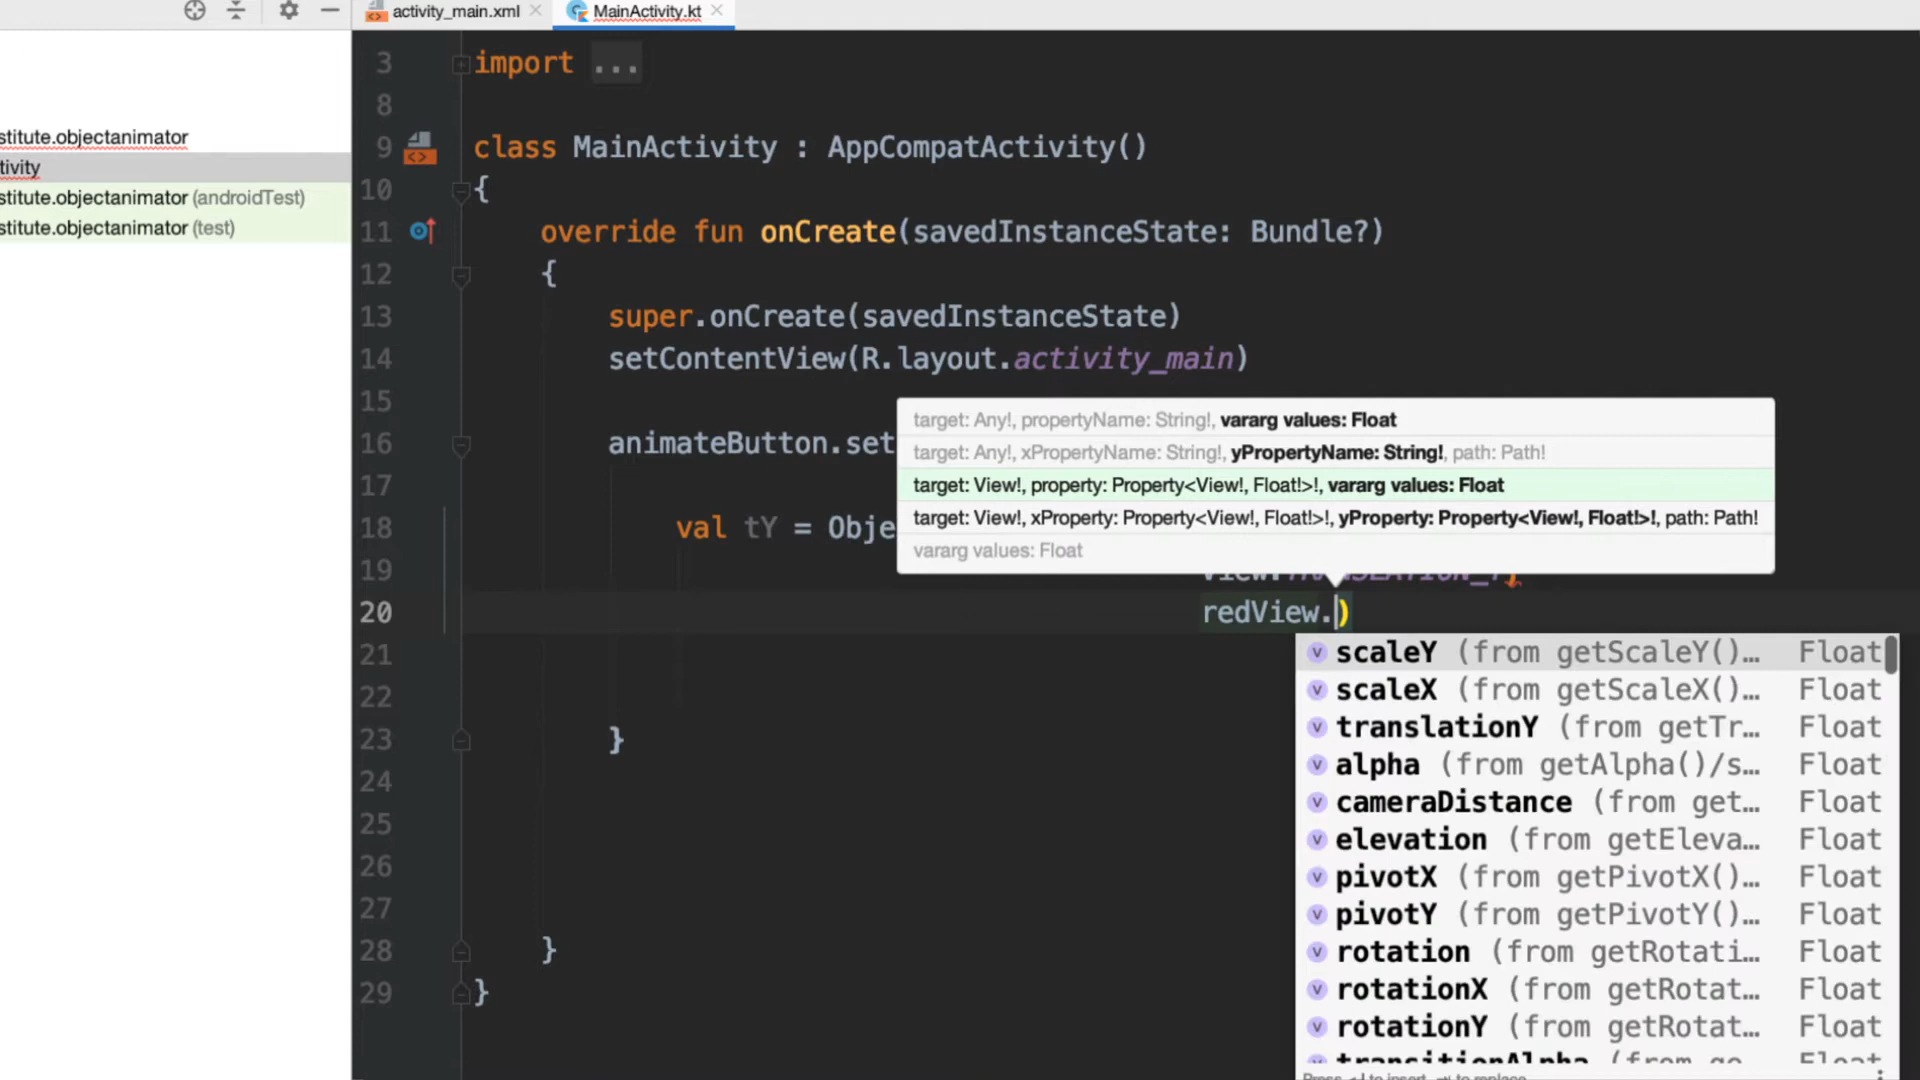 activity_main.xml
MainActivity.kt
3 import ...
8
stitute.objectanimator
tivity
stitute.objectanimator (androidTest)
stitute.objectanimator (test)
9 class MainActivity : AppCompatActivity()
10 {
11 override fun onCreate(savedInstanceState: Bundle?)
12 {
13 super.onCreate(savedInstanceState)
14 setContentView(R.layout.activity_main)
15
16 animateButton.set
target: Any!, propertyName: String!, vararg values: Float
target: Any!, xPropertyName: String!, yPropertyName: String!, path: Path!
target: View!, property: Property<View!, Float!>!, vararg values: Float
target: View!, xProperty: Property<View!, Float!>!, yProperty: Property<View!, Float!>!, path: Path!
vararg values: Float
17
18 val tY = Obje
19
20 redView.)
21
22
23 }
24
25
26
27
28 }
29 }
scaleY (from getScaleY()... Float
scaleX (from getScaleX()... Float
translationY (from getTr... Float
alpha (from getAlpha()/s... Float
cameraDistance (from get... Float
elevation (from getEleva... Float
pivotX (from getPivotX()... Float
pivotY (from getPivotY()... Float
rotation (from getRotati... Float
rotationX (from getRotat... Float
rotationY (from getRotat... Float